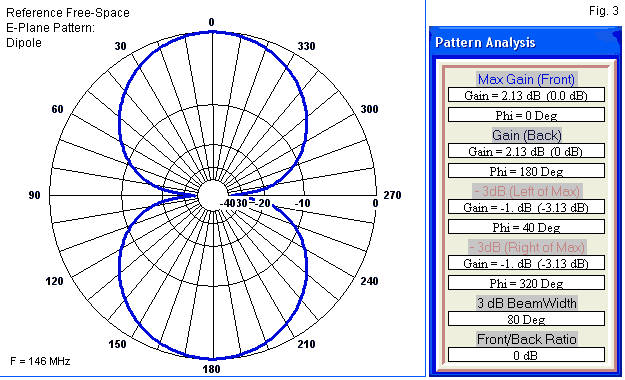 Reference Free-Space
E-Plane Pattern:
Dipole
Fig. 3
0
30
330
60
300
90
270
-40
30
-20
-10
0
120
240
150
210
180
F = 146 MHz
Pattern Analysis
Max Gain (Front)
Gain = 2.13 dB (0.0 dB)
Phi = 0 Deg
Gain (Back)
Gain = 2.13 dB (0 dB)
Phi = 180 Deg
- 3dB (Left of Max)
Gain = -1. dB (-3.13 dB)
Phi = 40 Deg
- 3dB (Right of Max)
Gain = -1. dB (-3.13 dB)
Phi = 320 Deg
3 dB BeamWidth
80 Deg
Front/Back Ratio
0 dB